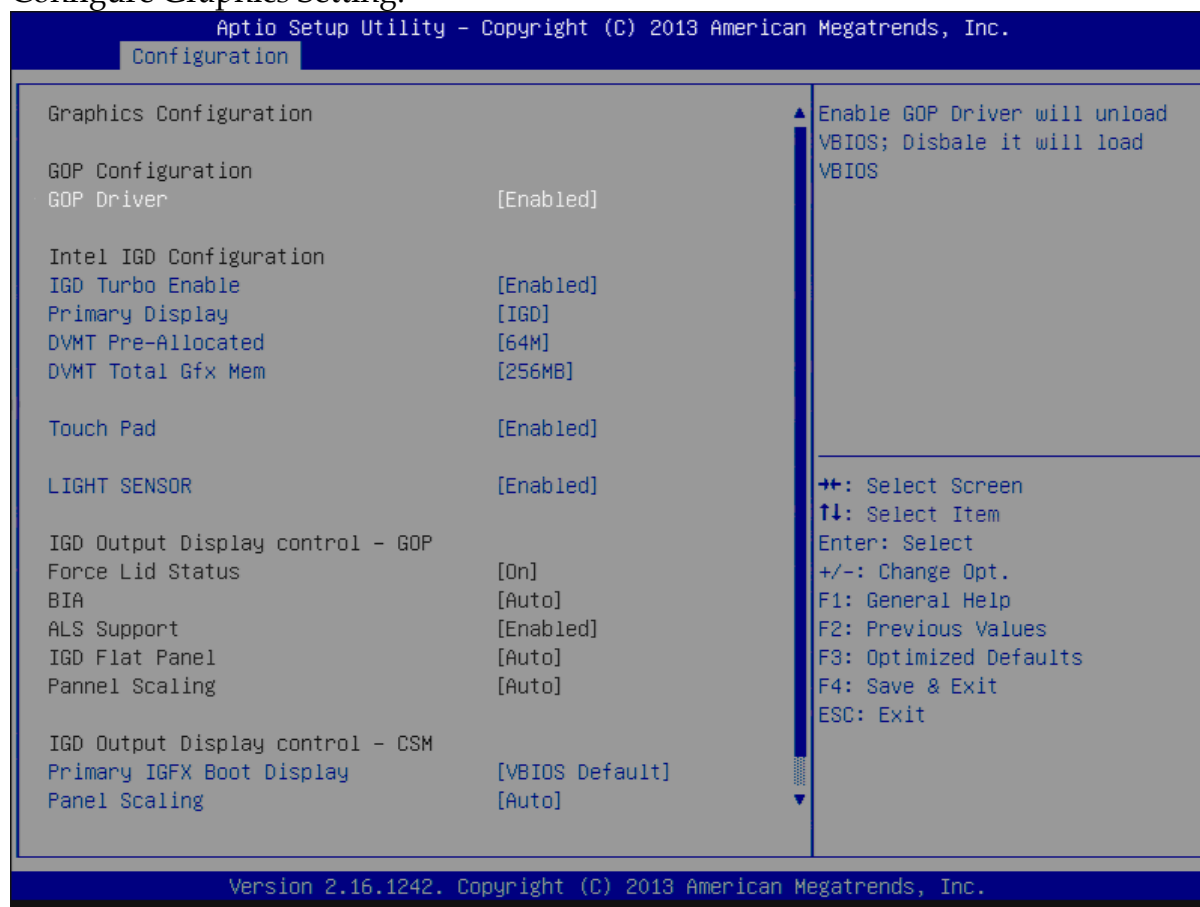 Configure Graphics Setting.
Aptio Setup Utility – Copyright (C) 2013 American Megatrends, Inc.
Configuration
Graphics Configuration
GOP Configuration
GOP Driver [Enabled]
Intel IGD Configuration
IGD Turbo Enable [Enabled]
Primary Display [IGD]
DVMT Pre-Allocated [64M]
DVMT Total Gfx Mem [256MB]
Touch Pad [Enabled]
LIGHT SENSOR [Enabled]
IGD Output Display control – GOP
Force Lid Status [On]
BIA [Auto]
ALS Support [Enabled]
IGD Flat Panel [Auto]
Pannel Scaling [Auto]
IGD Output Display control – CSM
Primary IGFX Boot Display [VBIOS Default]
Panel Scaling [Auto]
Enable GOP Driver will unload
VBIOS; Disbale it will load
VBIOS
→←: Select Screen
↑↓: Select Item
Enter: Select
+/-: Change Opt.
F1: General Help
F2: Previous Values
F3: Optimized Defaults
F4: Save & Exit
ESC: Exit
Version 2.16.1242. Copyright (C) 2013 American Megatrends, Inc.